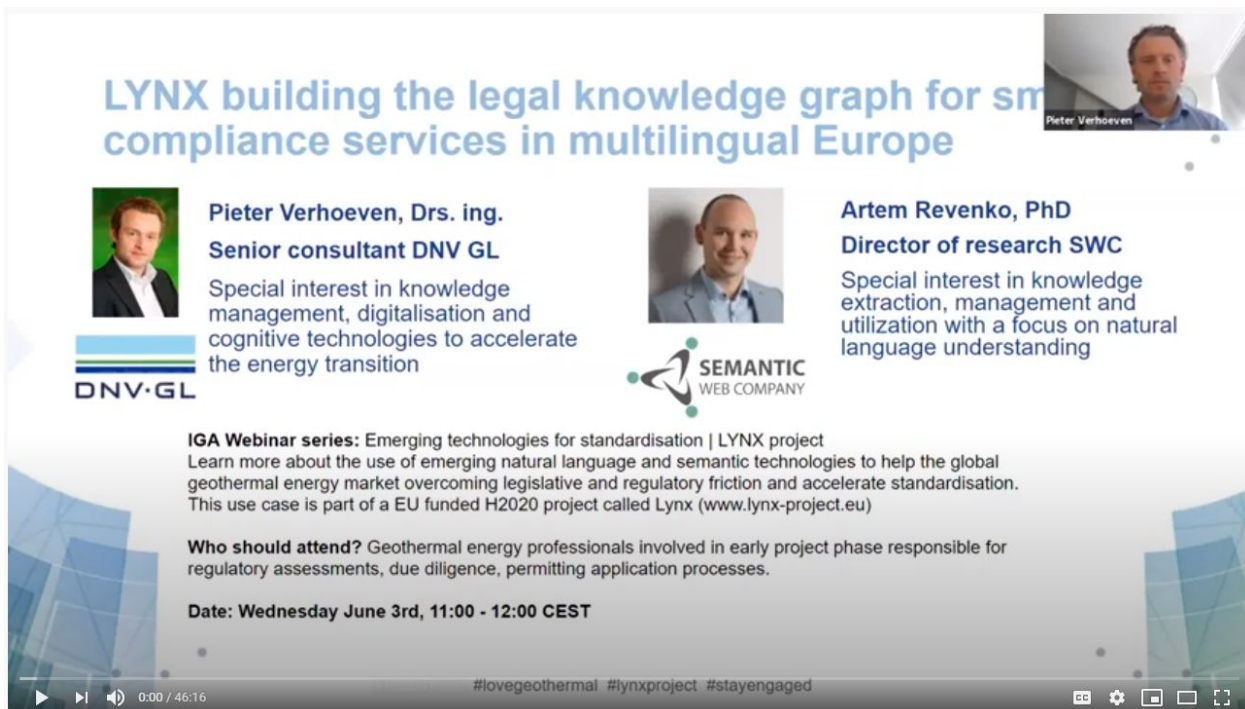 LYNX building the legal knowledge graph for sm
compliance services in multilingual Europe
Pieter Verhoeven
Pieter Verhoeven, Drs. ing.
Senior consultant DNV GL
Special interest in knowledge
management, digitalisation and
cognitive technologies to accelerate
the energy transition
DNV·GL
Artem Revenko, PhD
Director of research SWC
Special interest in knowledge
extraction, management and
utilization with a focus on natural
language understanding
SEMANTIC
WEB COMPANY
IGA Webinar series: Emerging technologies for standardisation | LYNX project
Learn more about the use of emerging natural language and semantic technologies to help the global
geothermal energy market overcoming legislative and regulatory friction and accelerate standardisation.
This use case is part of a EU funded H2020 project called Lynx (www.lynx-project.eu)
Who should attend? Geothermal energy professionals involved in early project phase responsible for
regulatory assessments, due diligence, permitting application processes.
Date: Wednesday June 3rd, 11:00 - 12:00 CEST
#lovegeothermal #lynxproject #stayengaged
0:00 / 46:16
CC